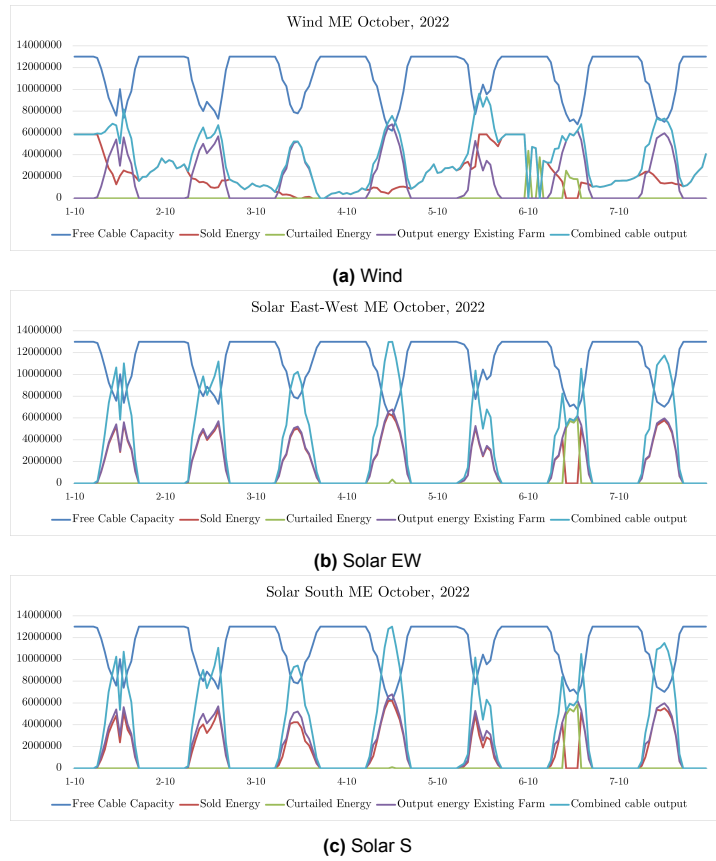 Wind ME October, 2022
14000000
12000000
10000000
8000000
6000000
4000000
2000000
0
1-10 2-10 3-10 4-10 5-10 6-10 7-10
Free Cable Capacity Sold Energy Curtailed Energy Output energy Existing Farm Combined cable output
(a) Wind
Solar East-West ME October, 2022
14000000
12000000
10000000
8000000
6000000
4000000
2000000
0
1-10 2-10 3-10 4-10 5-10 6-10 7-10
Free Cable Capacity Sold Energy Curtailed Energy Output energy Existing Farm Combined cable output
(b) Solar EW
Solar South ME October, 2022
14000000
12000000
10000000
8000000
6000000
4000000
2000000
0
1-10 2-10 3-10 4-10 5-10 6-10 7-10
Free Cable Capacity Sold Energy Curtailed Energy Output energy Existing Farm Combined cable output
(c) Solar S